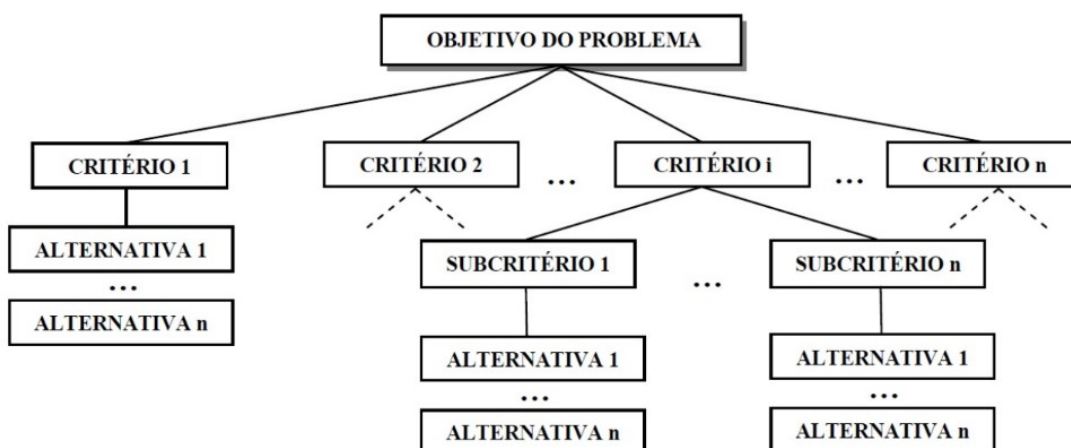 OBJETIVO DO PROBLEMA
CRITÉRIO 1
CRITÉRIO 2
...
CRITÉRIO i
...
CRITÉRIO n
ALTERNATIVA 1
...
ALTERNATIVA n
SUBCRITÉRIO 1
...
SUBCRITÉRIO n
ALTERNATIVA 1
...
ALTERNATIVA n
ALTERNATIVA 1
...
ALTERNATIVA n